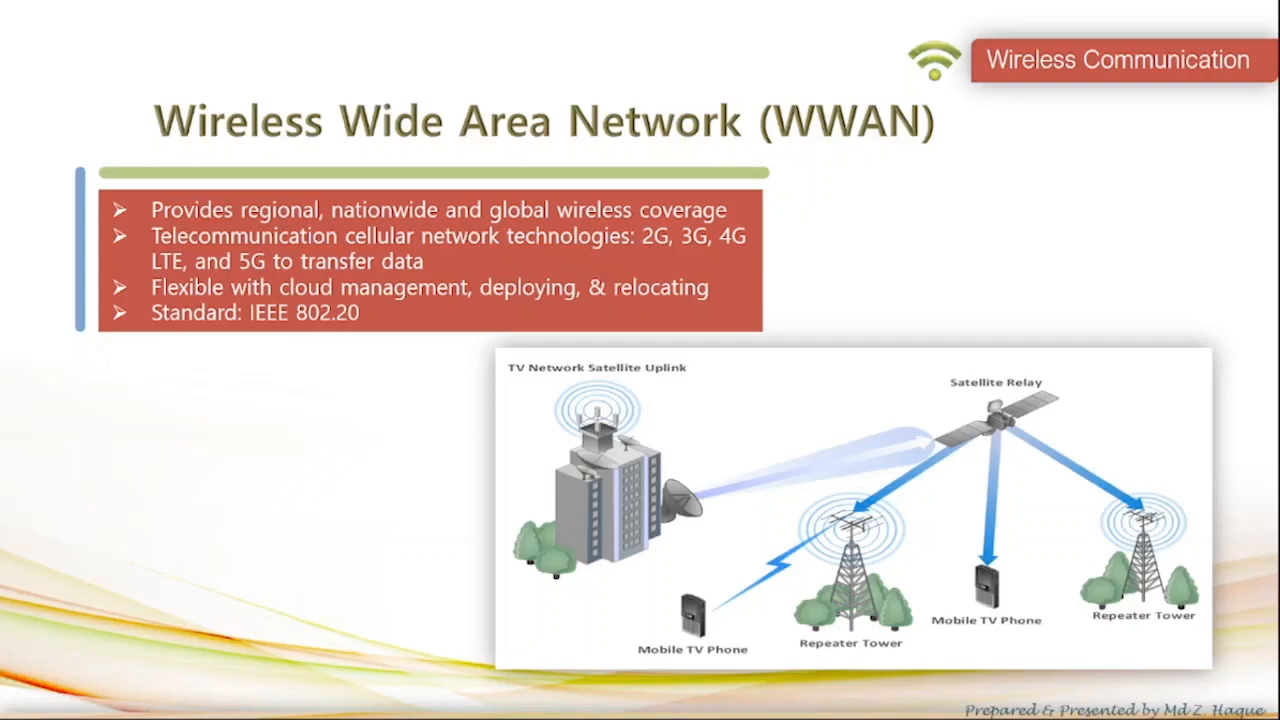 Wireless Communication
Wireless Wide Area Network (WWAN)
Provides regional, nationwide and global wireless coverage
Telecommunication cellular network technologies: 2G, 3G, 4G
LTE, and 5G to transfer data
Flexible with cloud management, deploying, & relocating
Standard: IEEE 802.20
TV Network Satellite Uplink
Satellite Relay
Mobile TV Phone
Repeater Tower
Mobile TV Phone
Repeater Tower
Prepared & Presented by Md Z. Haque